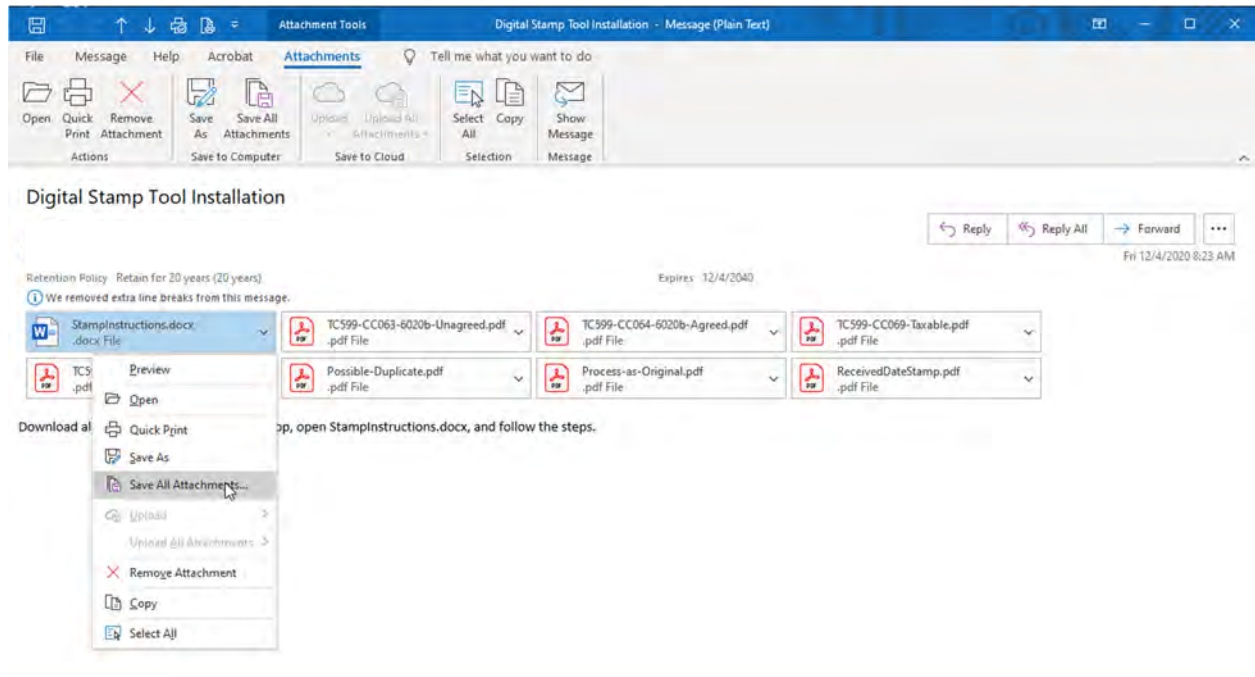 Attachment Tools
Digital Stamp Tool Installation - Message (Plain Text)
File Message Help Acrobat Attachments Tell me what you want to do
Open Quick Print Remove Attachment Save As Save All Attachments Upload Upload All Attachments Select All Copy Show Message
Actions Save to Computer Save to Cloud Selection Message
Digital Stamp Tool Installation
Reply Reply All Forward
Fri 12/4/2020 8:23 AM
Retention Policy Retain for 20 years (20 years) Expires 12/4/2040
We removed extra line breaks from this message.
StampInstructions.docx TC599-CC063-6020b-Unagreed.pdf TC599-CC064-6020b-Agreed.pdf TC599-CC069-Taxable.pdf
.docx File .pdf File .pdf File .pdf File
TC5 Possible-Duplicate.pdf Process-as-Original.pdf ReceivedDateStamp.pdf
.pdf .pdf File .pdf File .pdf File
Download al op, open StampInstructions.docx, and follow the steps.
Preview
Open
Quick Print
Save As
Save All Attachments...
Upload
Upload All Attachments
Remove Attachment
Copy
Select All